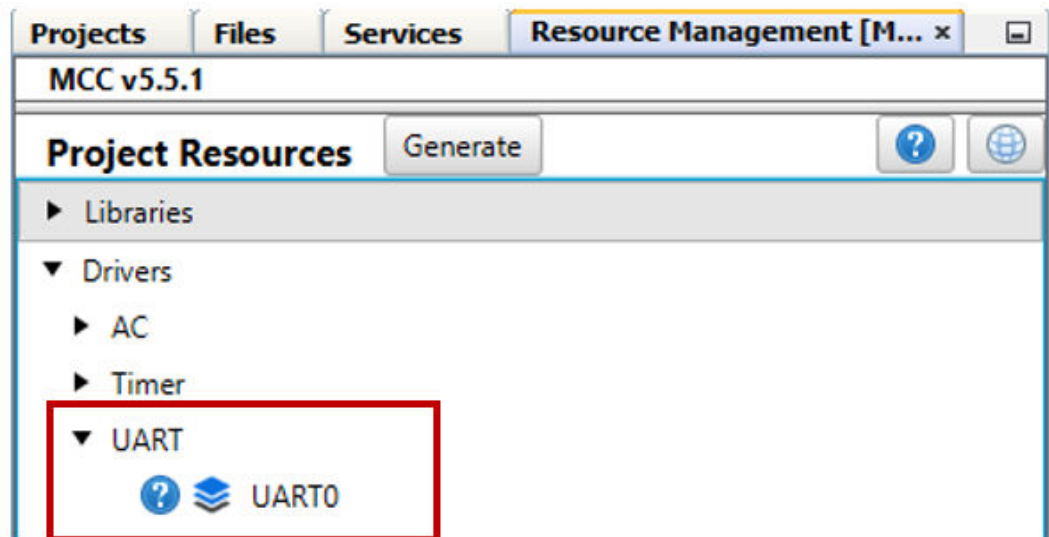 Projects Files Services Resource Management [M... ×
MCC v5.5.1
Project Resources Generate ?
Libraries
Drivers
AC
Timer
UART
? UART0